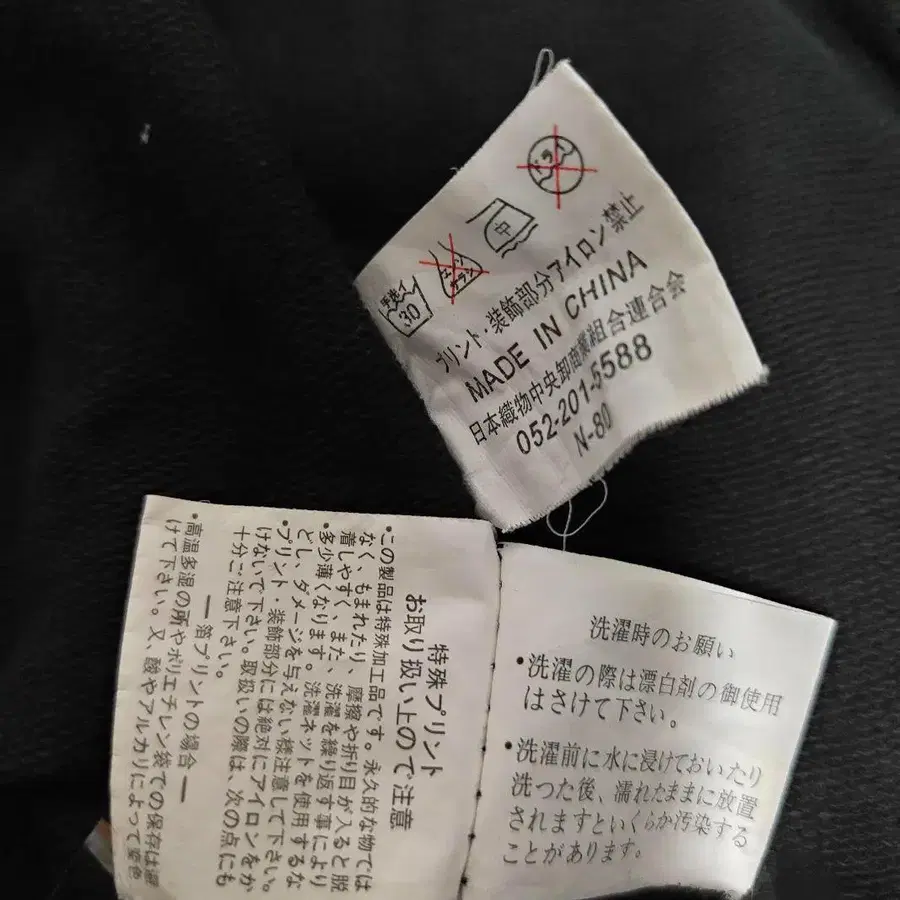 手洗イ
30
エンソ
サラシ
中
ドライ
プリント・装飾部分アイロン禁止
MADE IN CHINA
日本織物中央卸商業組合連合会
052-201-5588
N-80
特殊プリント
お取り扱い上のご注意
・この製品は特殊加工品です。永久的な物では
なく、もまれたり、摩擦や折り目が入ると脱
着しやすく、また、洗濯を繰り返す事により
多少薄くなります。洗濯ネットを使用するな
どし、ダメージを与えない様注意して下さい。
・プリント・装飾部分には絶対にアイロンをか
けないで下さい。取扱いの際は、次の点にも
十分ご注意下さい。
― 箔プリントの場合 ―
・高温多湿の所やポリエチレン袋での保存は避
けて下さい。又、酸やアルカリによって変色
洗濯時のお願い
・洗濯の際は漂白剤の御使用
はさけて下さい。
・洗濯前に水に浸けておいたり
洗った後、濡れたままに放置
されますといくらか汚染する
ことがあります。